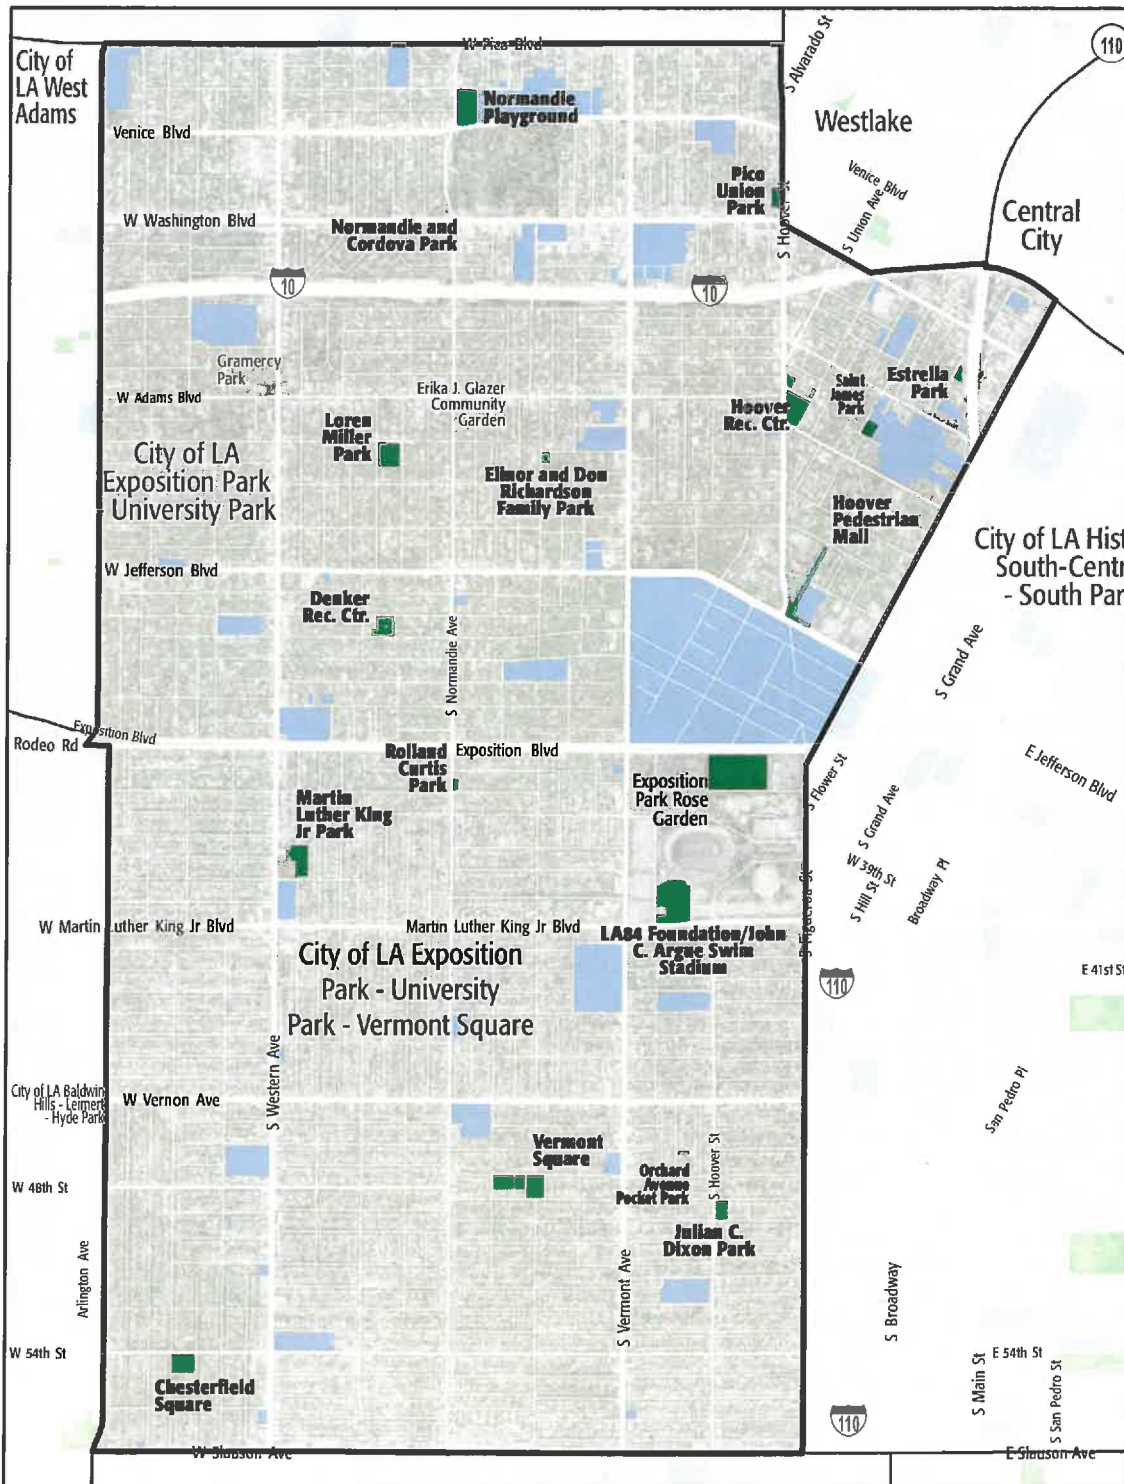 W Pico Blvd
S Alvarado St
110
City of
LA West
Adams
Normandie
Playground
Venice Blvd
Westlake
Pico
Union
Park
Venice Blvd
S Union Ave
S Hoover St
Central
City
W Washington Blvd
Normandie and
Cordova Park
10
10
Gramercy
Park
W Adams Blvd
Erika J. Glazer
Community
Garden
Saint
James
Park
Estrella
Park
Hoover
Rec. Ctr.
Loren
Miller
Park
City of LA
Exposition Park
University Park
Elinor and Don
Richardson
Family Park
Hoover
Pedestrian
Mall
City of LA Hist
South-Centr
- South Par
W Jefferson Blvd
Denker
Rec. Ctr.
S Normandie Ave
S Grand Ave
Exposition Blvd
Rodeo Rd
Rolland
Curtis
Park
Exposition Blvd
Exposition
Park Rose
Garden
S Flower St
E Jefferson Blvd
Martin
Luther King
Jr Park
S Grand Ave
W 39th St
S Hill St
Broadway Pl
S Figueroa St
W Martin Luther King Jr Blvd
Martin Luther King Jr Blvd
LA84 Foundation/John
C. Argue Swim
Stadium
City of LA Exposition
Park - University
Park - Vermont Square
110
E 41st St
S Western Ave
City of LA Baldwin
Hills - Leimert
- Hyde Park
W Vernon Ave
San Pedro Pl
Vermont
Square
Orchard
Avenue
Pocket Park
S Hoover St
W 48th St
Julian C.
Dixon Park
Arlington Ave
S Vermont Ave
S Broadway
W 54th St
E 54th St
S Main St
S San Pedro St
Chesterfield
Square
110
W Slauson Ave
E Slauson Ave